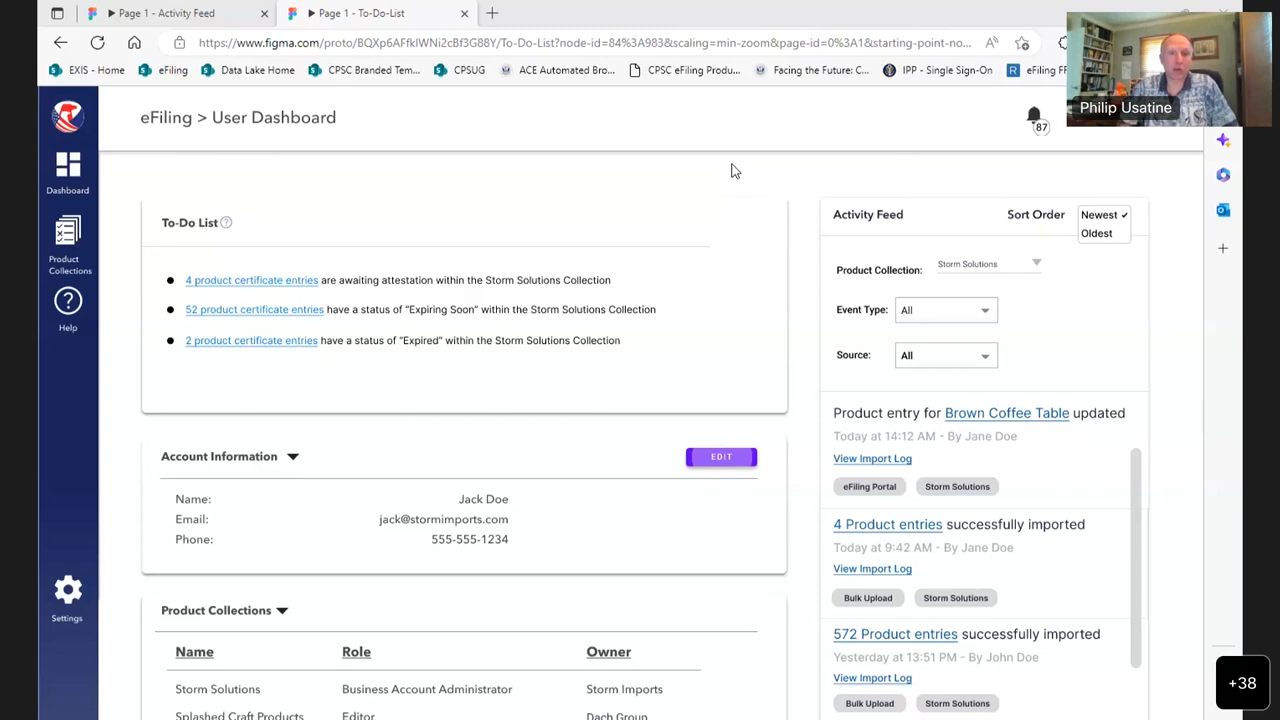 Page 1 - Activity Feed
Page 1 - To-Do-List
https://www.figma.com/proto/BQXp6AFfkIWNi2cBf3G88Y/To-Do-List?node-id=84%3A983&scaling=min-zoom&page-id=0%3A1&starting-point-no...
EXIS - Home
eFiling
Data Lake Home
CPSC Branded Tem...
CPSUG
ACE Automated Bro...
CPSC eFiling Produ...
Facing the Future: C...
IPP - Single Sign-On
eFiling FF
Philip Usatine
eFiling > User Dashboard
87
Dashboard
Product
Collections
Help
Settings
To-Do List ?
4 product certificate entries are awaiting attestation within the Storm Solutions Collection
52 product certificate entries have a status of “Expiring Soon” within the Storm Solutions Collection
2 product certificate entries have a status of “Expired” within the Storm Solutions Collection
Account Information
EDIT
Name: Jack Doe
Email: jack@stormimports.com
Phone: 555-555-1234
Product Collections
Name Role Owner
Storm Solutions Business Account Administrator Storm Imports
Splashed Craft Products Editor Dach Group
Activity Feed Sort Order Newest ✓
Oldest
Product Collection: Storm Solutions
Event Type: All
Source: All
Product entry for Brown Coffee Table updated
Today at 14:12 AM - By Jane Doe
View Import Log
eFiling Portal Storm Solutions
4 Product entries successfully imported
Today at 9:42 AM - By Jane Doe
View Import Log
Bulk Upload Storm Solutions
572 Product entries successfully imported
Yesterday at 13:51 PM - By John Doe
View Import Log
Bulk Upload Storm Solutions
+38